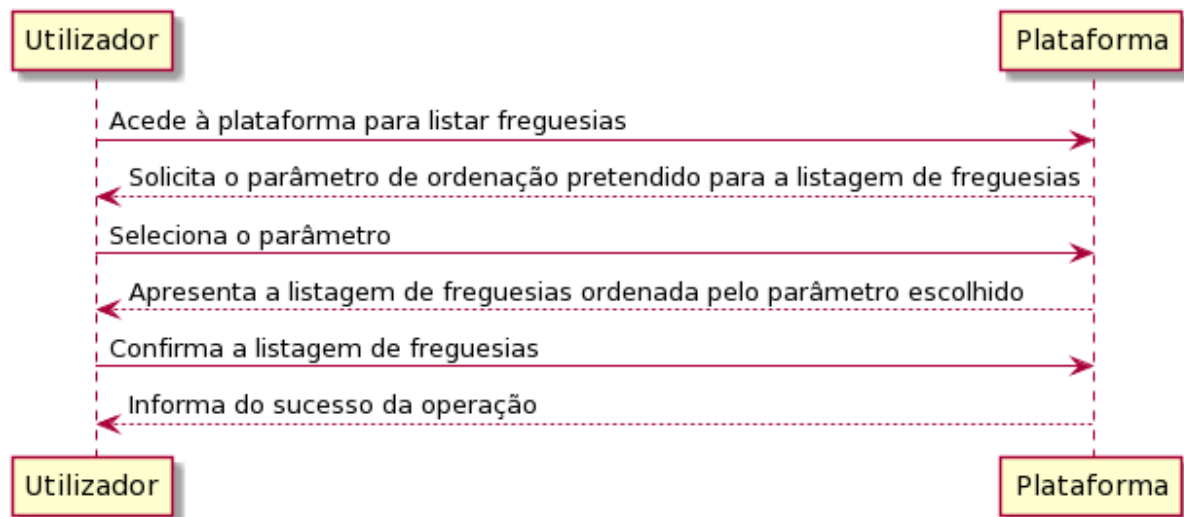 Utilizador
Plataforma
Acede à plataforma para listar freguesias
Solicita o parâmetro de ordenação pretendido para a listagem de freguesias
Seleciona o parâmetro
Apresenta a listagem de freguesias ordenada pelo parâmetro escolhido
Confirma a listagem de freguesias
Informa do sucesso da operação
Utilizador
Plataforma